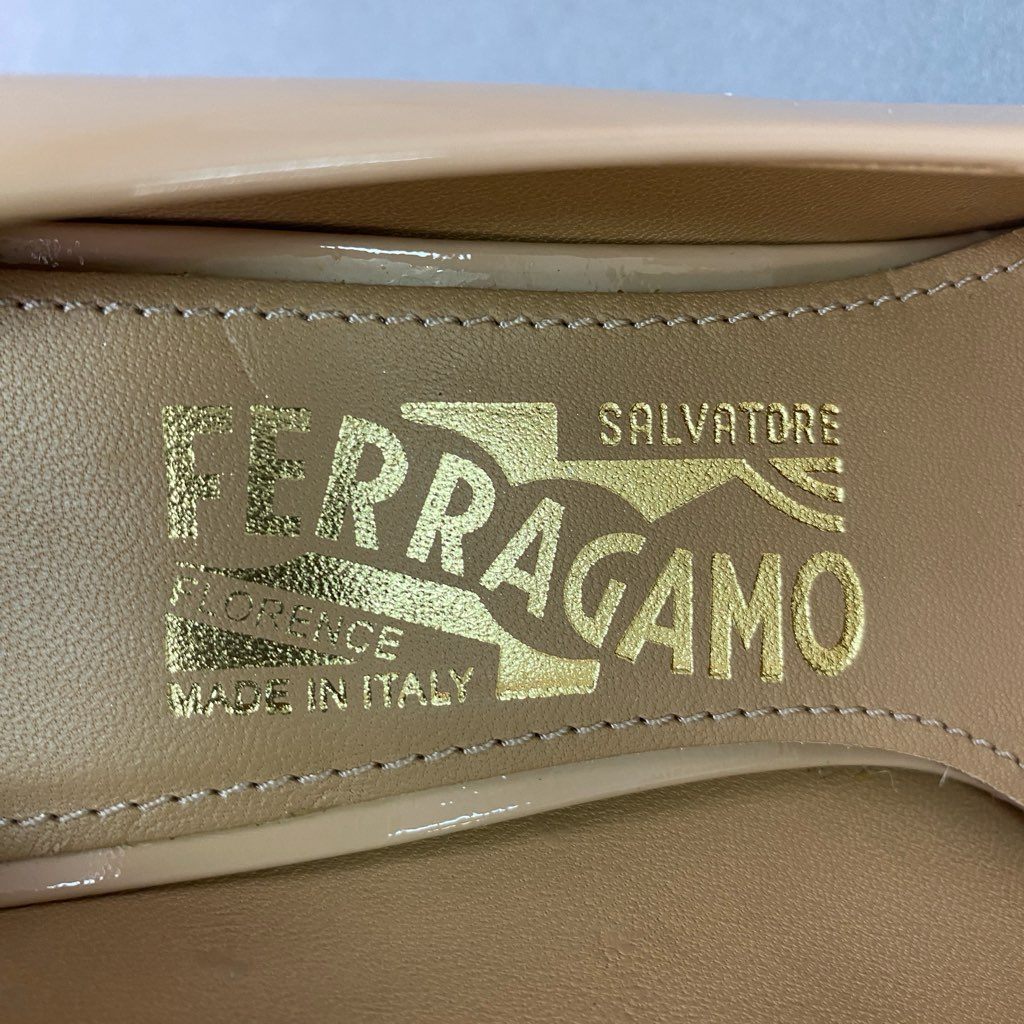 SALVATORE
FERRAGAMO
FLORENCE
MADE IN ITALY